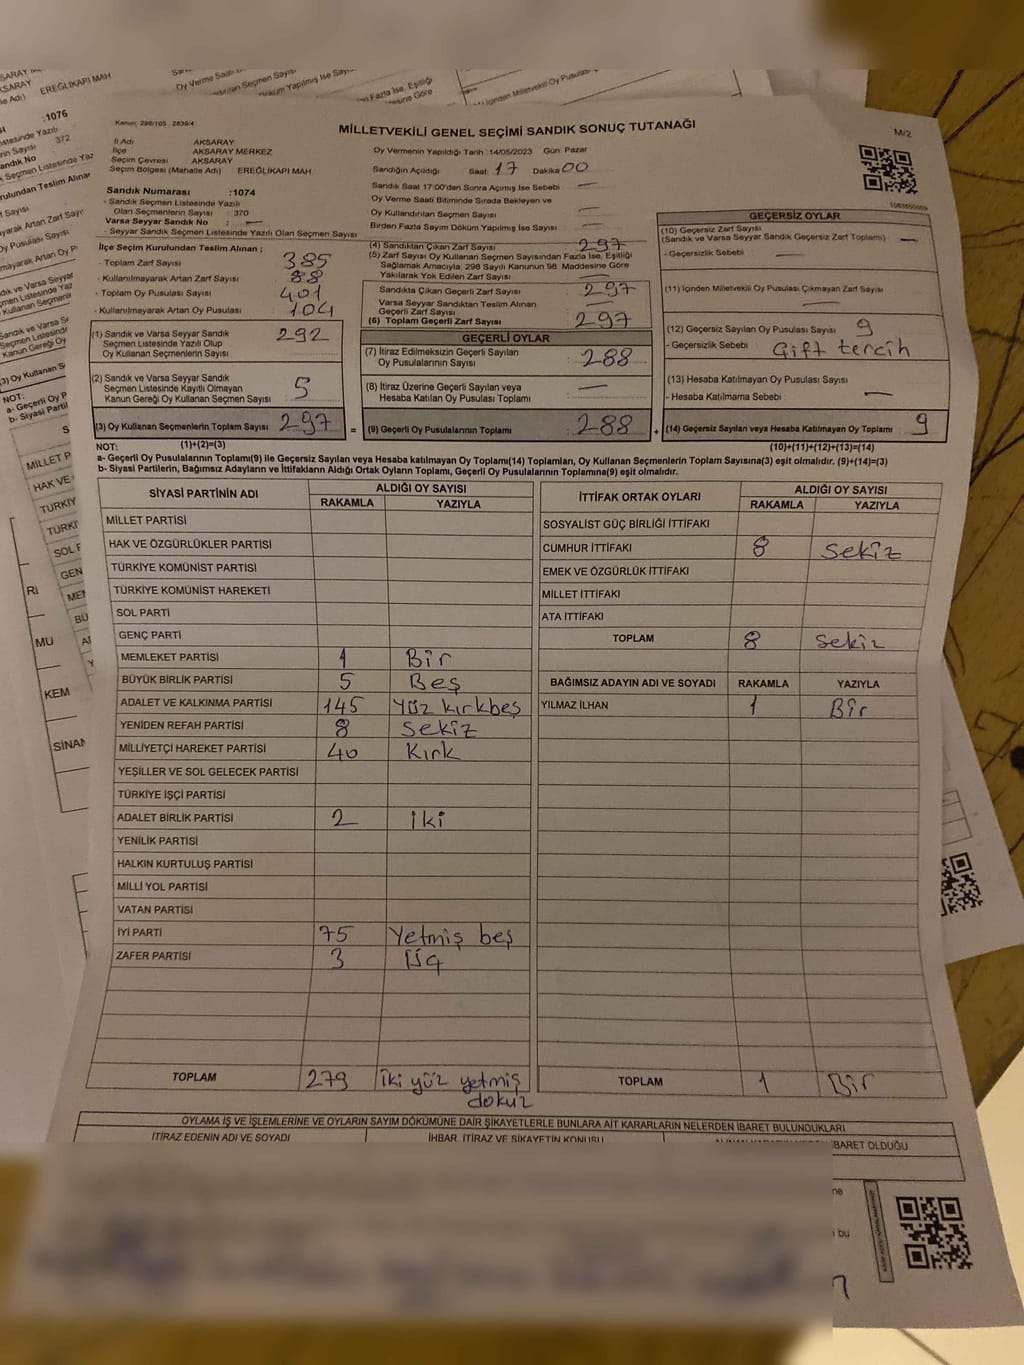 Kanun: 298/105 2839/4
MİLLETVEKİLİ GENEL SEÇİMİ SANDIK SONUÇ TUTANAĞI
M/2
İl Adı AKSARAY
İlçe AKSARAY MERKEZ
Seçim Çevresi AKSARAY
Seçim Bölgesi (Mahalle Adı) EREĞLİKAPI MAH
Sandık Numarası :1074
- Sandık Seçmen Listesinde Yazılı
Olan Seçmenlerin Sayısı : 370
Varsa Seyyar Sandık No : —
- Seyyar Sandık Seçmen Listesinde Yazılı Olan Seçmen Sayısı
Oy Vermenin Yapıldığı Tarih :14/05/2023 Gün: Pazar
Sandığın Açıldığı Saat 17 Dakika 00
Sandık Saat 17:00'den Sonra Açılmış İse Sebebi —
Oy Verme Saati Bitiminde Sırada Bekleyen ve
Oy Kullandırılan Seçmen Sayısı —
Birden Fazla Sayım Döküm Yapılmış İse Sayısı —
İlçe Seçim Kurulundan Teslim Alınan ;
- Toplam Zarf Sayısı 385
- Kullanılmayarak Artan Zarf Sayısı 88
- Toplam Oy Pusulası Sayısı 401
- Kullanılmayarak Artan Oy Pusulası 104
(1) Sandık ve Varsa Seyyar Sandık
Seçmen Listesinde Yazılı Olup
Oy Kullanan Seçmenlerin Sayısı 292
(2) Sandık ve Varsa Seyyar Sandık
Seçmen Listesinde Kayıtlı Olmayan
Kanun Gereği Oy Kullanan Seçmen Sayısı 5
(3) Oy Kullanan Seçmenlerin Toplam Sayısı 297
(4) Sandıktan Çıkan Zarf Sayısı 297
(5) Zarf Sayısı Oy Kullanan Seçmen Sayısından Fazla İse, Eşitliği
Sağlamak Amacıyla, 298 Sayılı Kanunun 98. Maddesine Göre
Yakılarak Yok Edilen Zarf Sayısı —
Sandıkta Çıkan Geçerli Zarf Sayısı : 297
Varsa Seyyar Sandıktan Teslim Alınan
Geçerli Zarf Sayısı —
(6) Toplam Geçerli Zarf Sayısı : 297
GEÇERLİ OYLAR
(7) İtiraz Edilmeksizin Geçerli Sayılan
Oy Pusulalarının Sayısı : 288
(8) İtiraz Üzerine Geçerli Sayılan veya
Hesaba Katılan Oy Pusulası Toplamı : —
= (9) Geçerli Oy Pusulalarının Toplamı : 288
GEÇERSİZ OYLAR
(10) Geçersiz Zarf Sayısı
(Sandık ve Varsa Seyyar Sandık Geçersiz Zarf Toplamı) —
- Geçersizlik Sebebi —
(11) İçinden Milletvekili Oy Pusulası Çıkmayan Zarf Sayısı
—
(12) Geçersiz Sayılan Oy Pusulası Sayısı 9
- Geçersizlik Sebebi Çift tercih
(13) Hesaba Katılmayan Oy Pusulası Sayısı
- Hesaba Katılmama Sebebi —
+ (14) Geçersiz Sayılan veya Hesaba Katılmayan Oy Toplamı 9
NOT: (1)+(2)=(3) (10)+(11)+(12)+(13)=(14)
a- Geçerli Oy Pusulalarının Toplamı(9) ile Geçersiz Sayılan veya Hesaba katılmayan Oy Toplamı(14) Toplamları, Oy Kullanan Seçmenlerin Toplam Sayısına(3) eşit olmalıdır. (9)+(14)=(3)
b- Siyasi Partilerin, Bağımsız Adayların ve İttifakların Aldığı Ortak Oyların Toplamı, Geçerli Oy Pusulalarının Toplamına(9) eşit olmalıdır.
SİYASİ PARTİNİN ADI ALDIĞI OY SAYISI
RAKAMLA YAZIYLA
MİLLET PARTİSİ
HAK VE ÖZGÜRLÜKLER PARTİSİ
TÜRKİYE KOMÜNİST PARTİSİ
TÜRKİYE KOMÜNİST HAREKETİ
SOL PARTİ
GENÇ PARTİ
MEMLEKET PARTİSİ 1 Bir
BÜYÜK BİRLİK PARTİSİ 5 Beş
ADALET VE KALKINMA PARTİSİ 145 Yüz kırkbeş
YENİDEN REFAH PARTİSİ 8 Sekiz
MİLLİYETÇİ HAREKET PARTİSİ 40 Kırk
YEŞİLLER VE SOL GELECEK PARTİSİ
TÜRKİYE İŞÇİ PARTİSİ
ADALET BİRLİK PARTİSİ 2 iki
YENİLİK PARTİSİ
HALKIN KURTULUŞ PARTİSİ
MİLLİ YOL PARTİSİ
VATAN PARTİSİ
İYİ PARTİ 75 Yetmiş beş
ZAFER PARTİSİ 3 Üç
TOPLAM 279 iki yüz yetmiş
dokuz
İTTİFAK ORTAK OYLARI ALDIĞI OY SAYISI
RAKAMLA YAZIYLA
SOSYALİST GÜÇ BİRLİĞİ İTTİFAKI
CUMHUR İTTİFAKI 8 Sekiz
EMEK VE ÖZGÜRLÜK İTTİFAKI
MİLLET İTTİFAKI
ATA İTTİFAKI
TOPLAM 8 Sekiz
BAĞIMSIZ ADAYIN ADI VE SOYADI RAKAMLA YAZIYLA
YILMAZ İLHAN 1 Bir
TOPLAM 1 Bir
OYLAMA İŞ VE İŞLEMLERİNE VE OYLARIN SAYIM DÖKÜMÜNE DAİR ŞİKAYETLERLE BUNLARA AİT KARARLARIN NELERDEN İBARET BULUNDUKLARI
İTİRAZ EDENİN ADI VE SOYADI İHBAR, İTİRAZ VE ŞİKAYETİN KONUSU
İBARET OLDUĞU